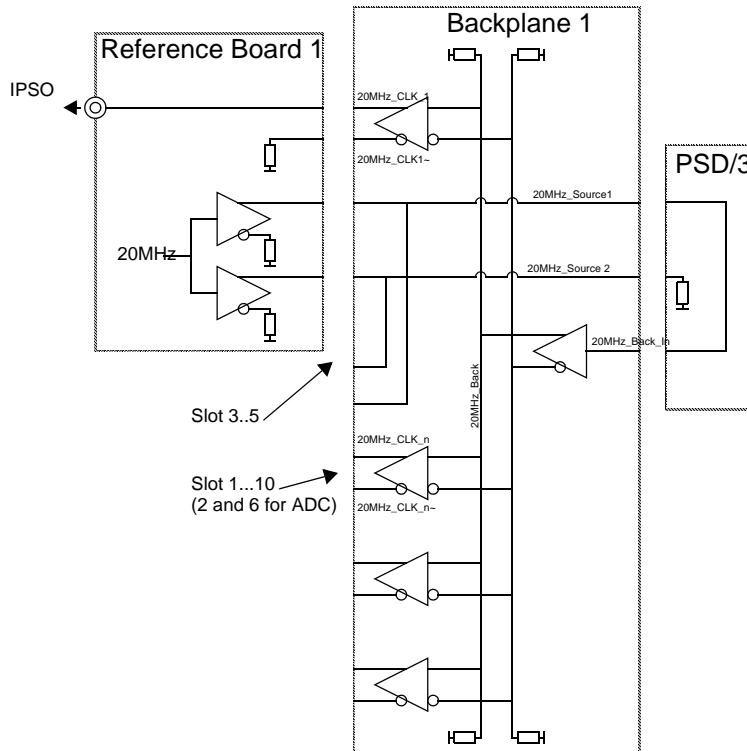 Backplane 1
Reference Board 1
IPSO
20MHz_CLK_1
20MHz_CLK1~
PSD/3
20MHz_Source1
20MHz
20MHz_Source 2
20MHz_Back_In
20MHz_Back
Slot 3..5
20MHz_CLK_n
Slot 1...10
(2 and 6 for ADC)
20MHz_CLK_n~